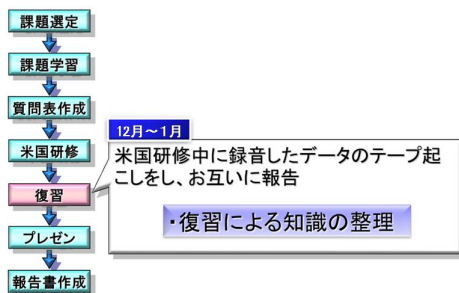 課題選定
課題学習
質問表作成
米国研修
復習
プレゼン
報告書作成
12月～1月
米国研修中に録音したデータのテープ起
こしをし、お互いに報告
・復習による知識の整理